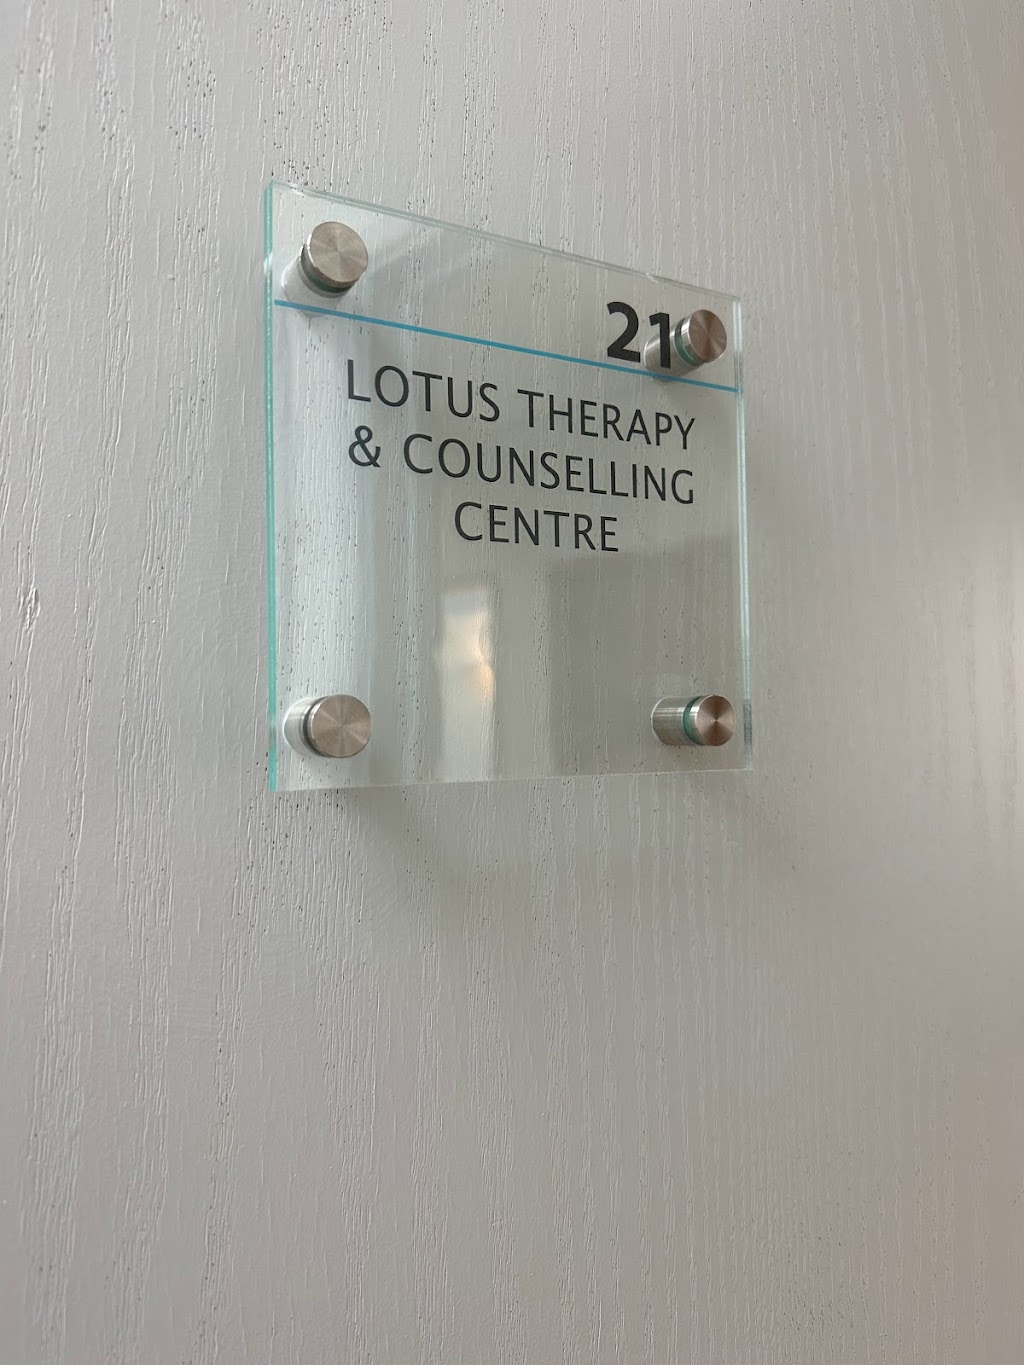 21
LOTUS THERAPY
& COUNSELLING
CENTRE